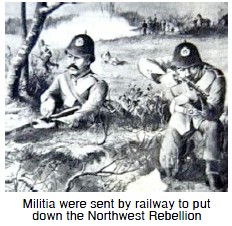 Militia were sent by railway to put
down the Northwest Rebellion